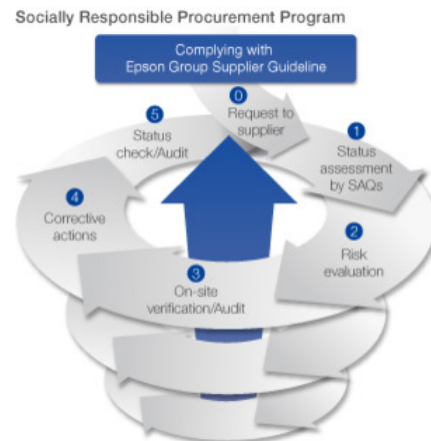 Socially Responsible Procurement Program
Complying with
Epson Group Supplier Guideline
0
Request to
supplier
1
Status
assessment
by SAQs
2
Risk
evaluation
3
On-site
verification/Audit
4
Corrective
actions
5
Status
check/Audit